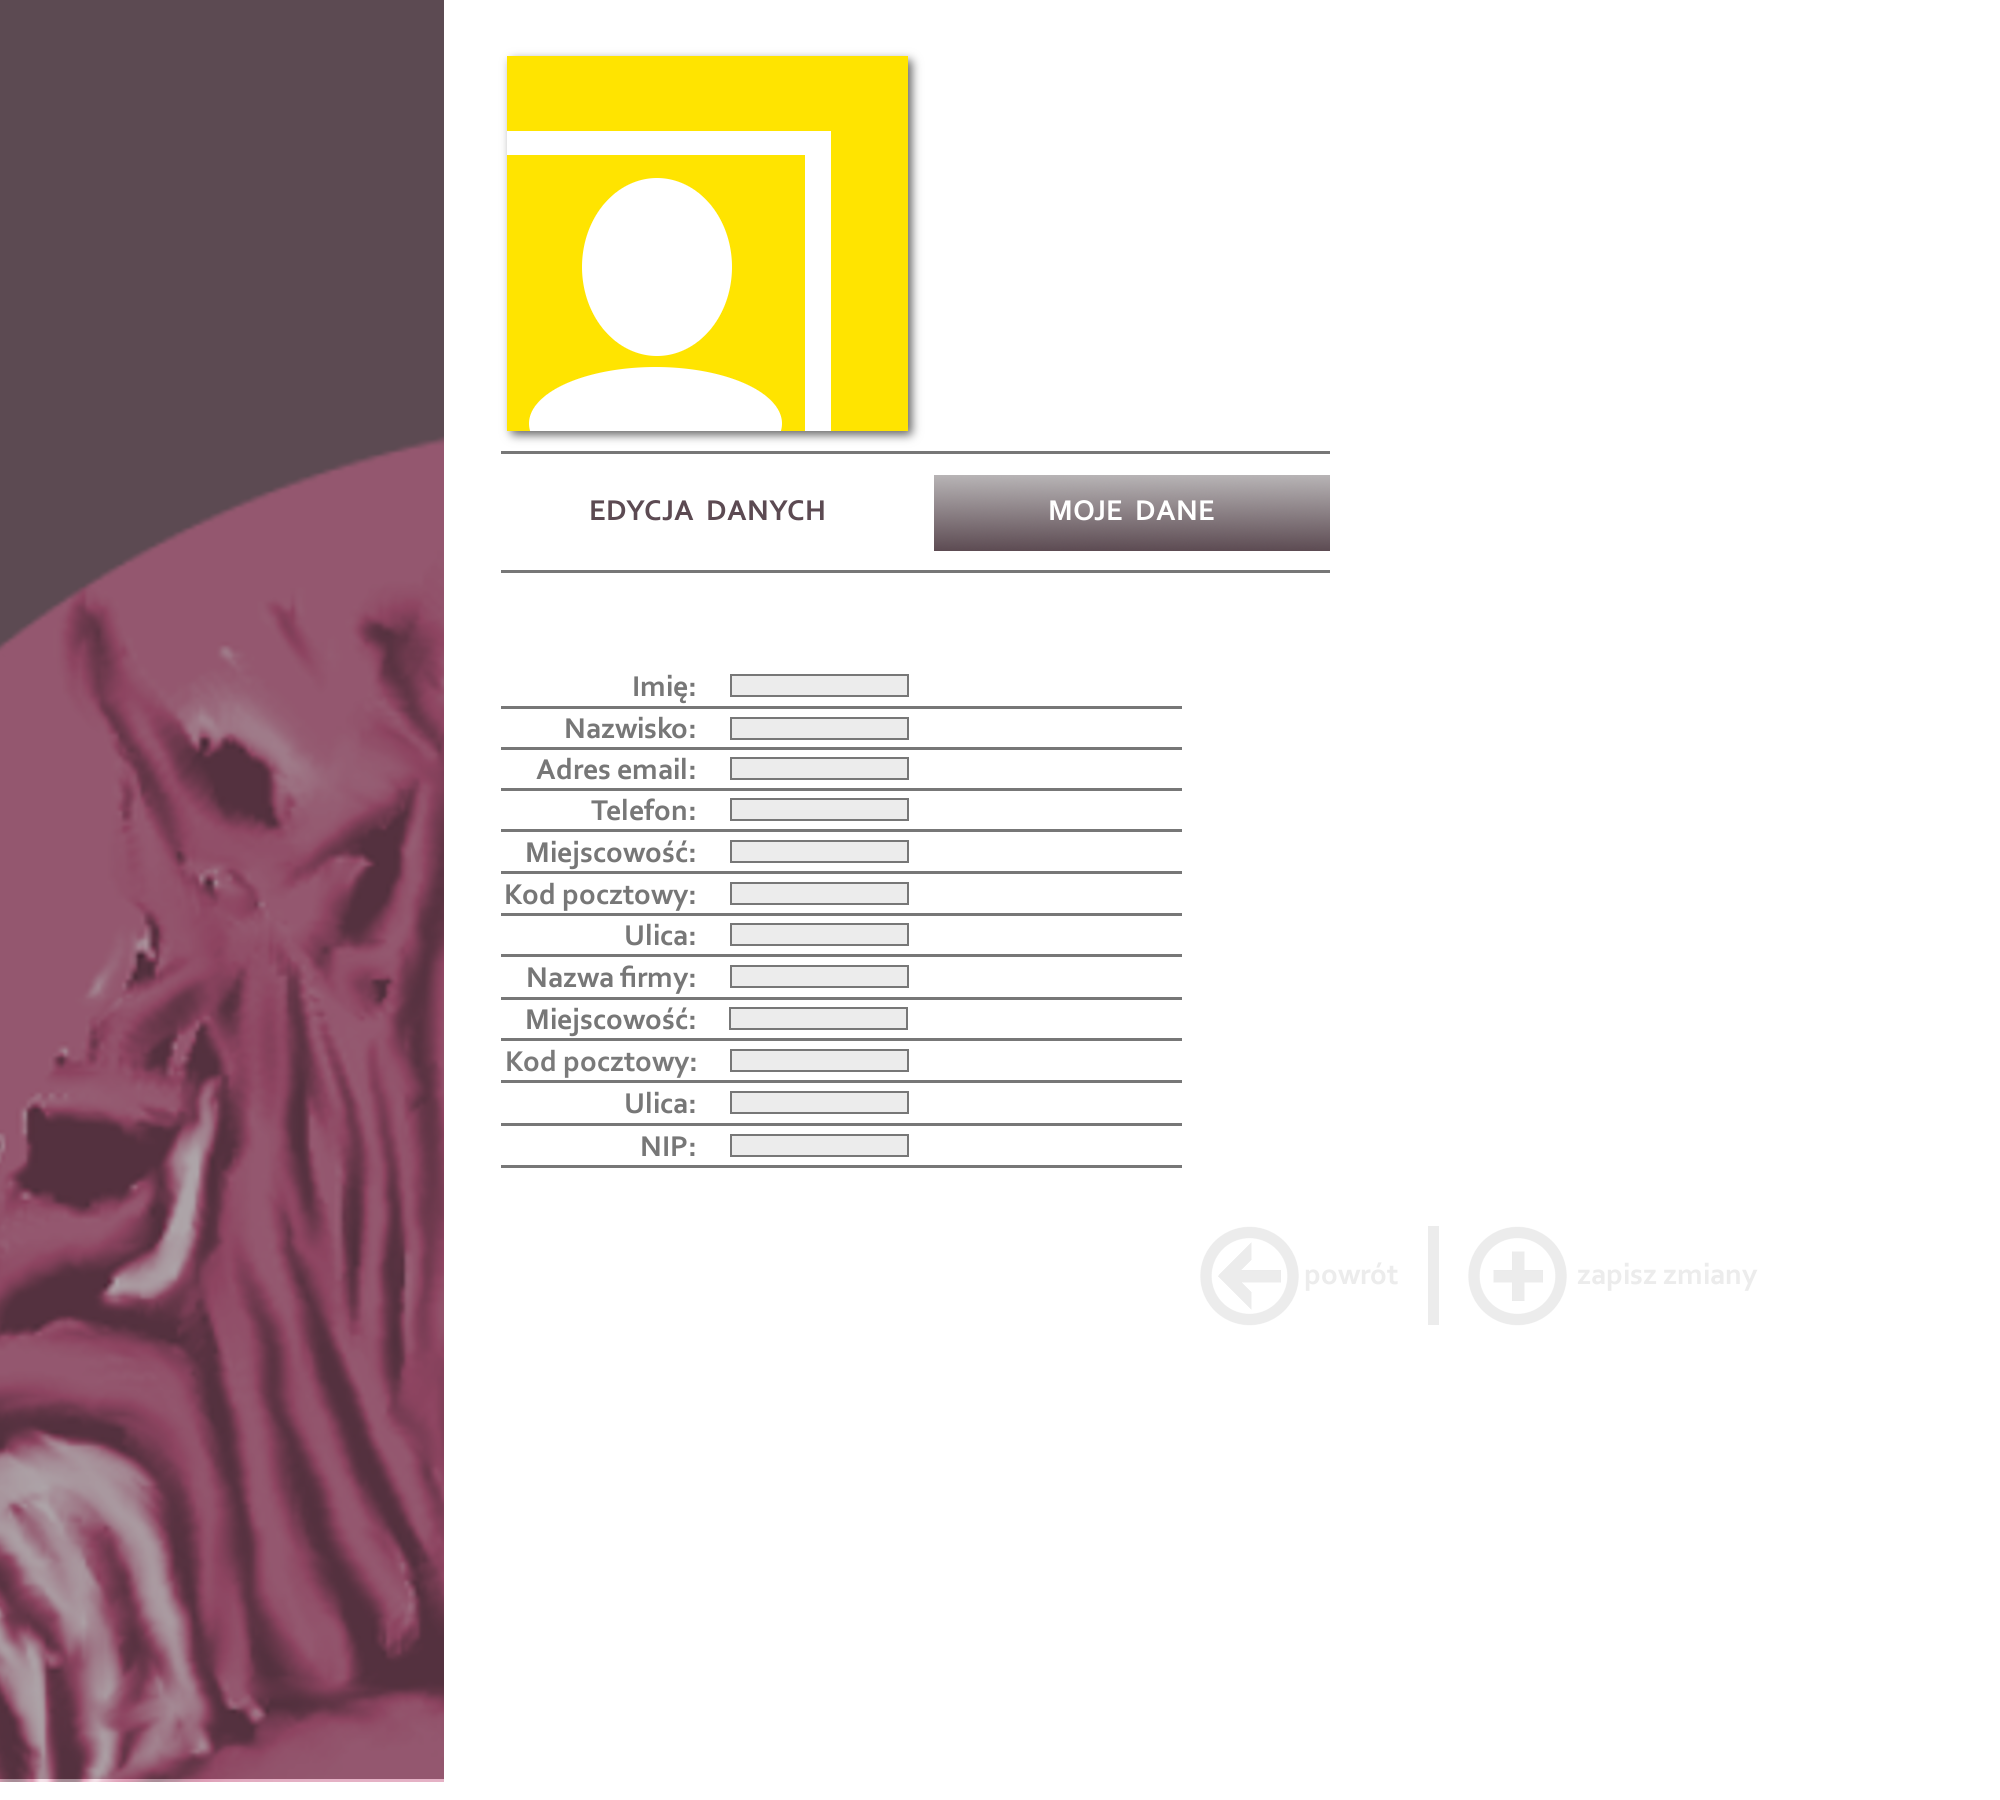 EDYCJA DANYCH
MOJE DANE
Imię:
Nazwisko:
Adres email:
Telefon:
Miejscowość:
Kod pocztowy:
Ulica:
Nazwa firmy:
Miejscowość:
Kod pocztowy:
Ulica:
NIP:
powrót
zapisz zmiany